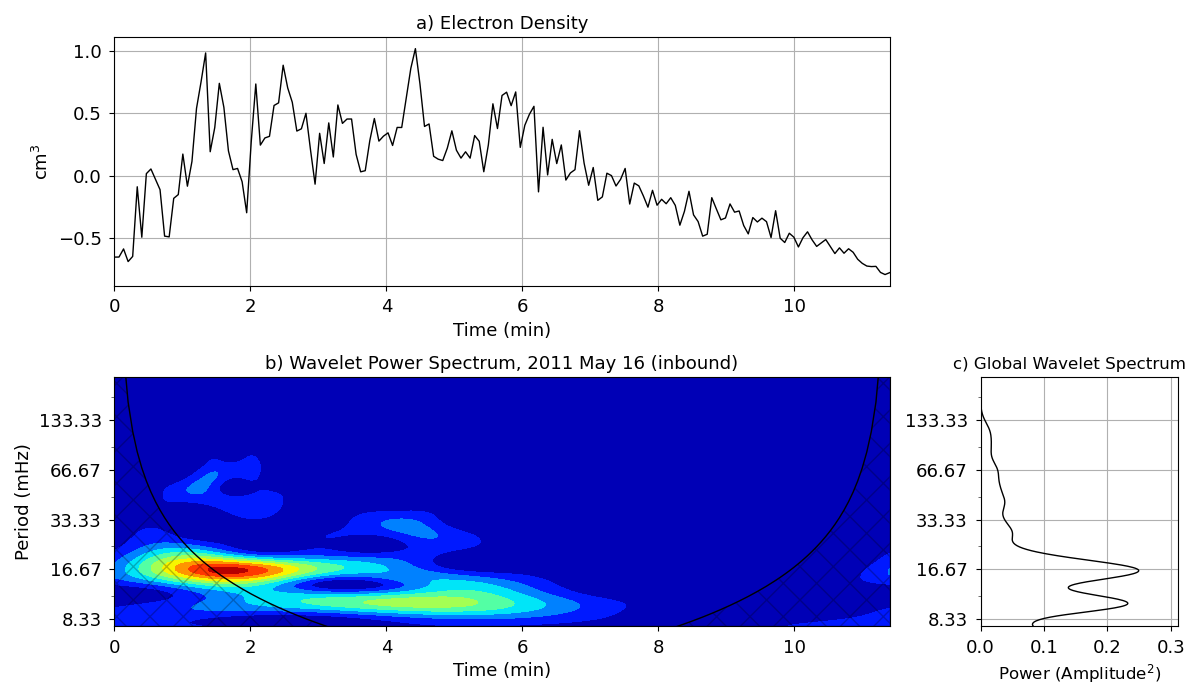 a) Electron Density
cm³
1.0
0.5
0.0
−0.5
0 2 4 6 8 10
Time (min)
b) Wavelet Power Spectrum, 2011 May 16 (inbound)
Period (mHz)
133.33
66.67
33.33
16.67
8.33
0 2 4 6 8 10
Time (min)
c) Global Wavelet Spectrum
133.33
66.67
33.33
16.67
8.33
0.0 0.1 0.2 0.3
Power (Amplitude²)